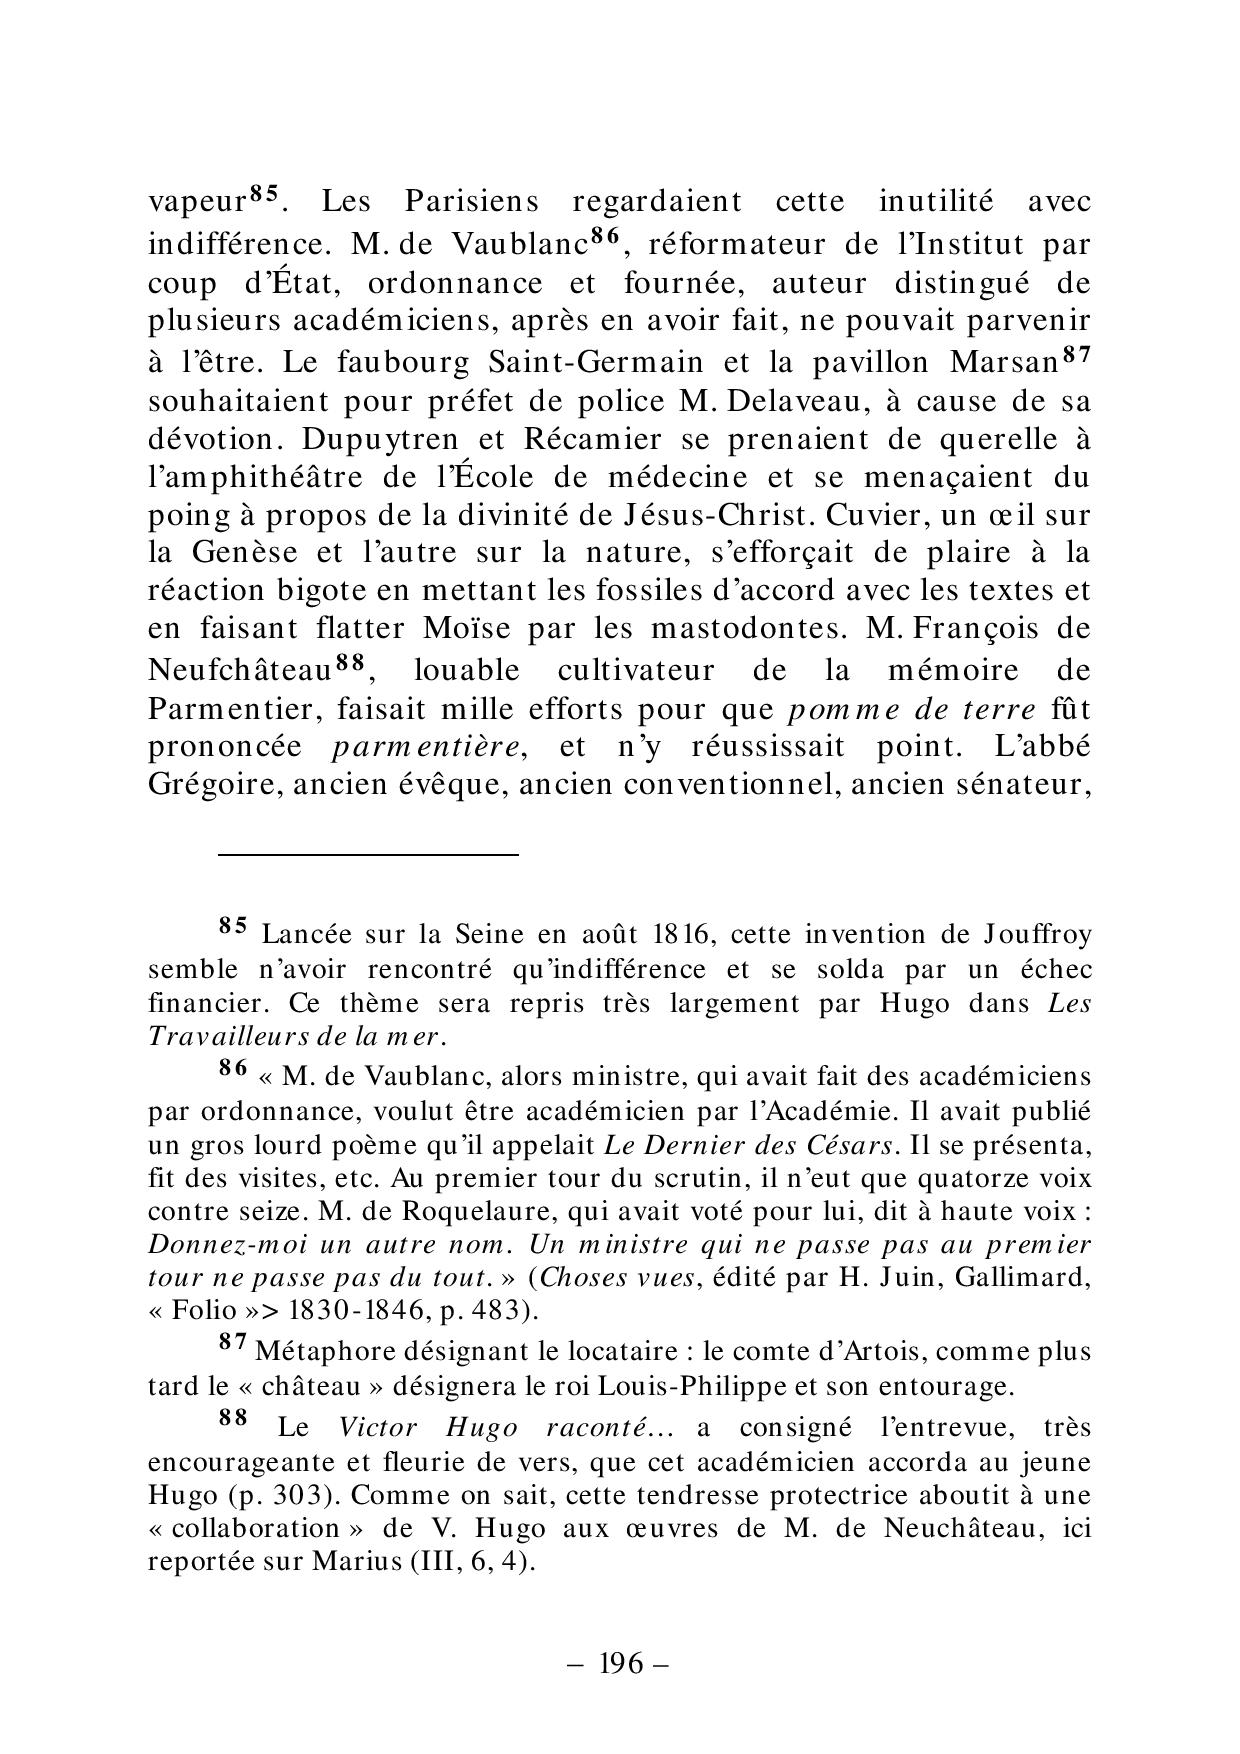 vapeur85. Les Parisiens regardaient cette inutilité avec
indifférence. M. de Vaublanc86, réformateur de l’Institut par
coup d’État, ordonnance et fournée, auteur distingué de
plusieurs académiciens, après en avoir fait, ne pouvait parvenir
à l’être. Le faubourg Saint-Germain et la pavillon Marsan87
souhaitaient pour préfet de police M. Delaveau, à cause de sa
dévotion. Dupuytren et Récamier se prenaient de querelle à
l’amphithéâtre de l’École de médecine et se menaçaient du
poing à propos de la divinité de Jésus-Christ. Cuvier, un œil sur
la Genèse et l’autre sur la nature, s’efforçait de plaire à la
réaction bigote en mettant les fossiles d’accord avec les textes et
en faisant flatter Moïse par les mastodontes. M. François de
Neufchâteau88, louable cultivateur de la mémoire de
Parmentier, faisait mille efforts pour que pomme de terre fût
prononcée parmentière, et n’y réussissait point. L’abbé
Grégoire, ancien évêque, ancien conventionnel, ancien sénateur,
85 Lancée sur la Seine en août 1816, cette invention de Jouffroy
semble n’avoir rencontré qu’indifférence et se solda par un échec
financier. Ce thème sera repris très largement par Hugo dans Les
Travailleurs de la mer.
86 « M. de Vaublanc, alors ministre, qui avait fait des académiciens
par ordonnance, voulut être académicien par l’Académie. Il avait publié
un gros lourd poème qu’il appelait Le Dernier des Césars. Il se présenta,
fit des visites, etc. Au premier tour du scrutin, il n’eut que quatorze voix
contre seize. M. de Roquelaure, qui avait voté pour lui, dit à haute voix :
Donnez-moi un autre nom. Un ministre qui ne passe pas au premier
tour ne passe pas du tout. » (Choses vues, édité par H. Juin, Gallimard,
« Folio »> 1830-1846, p. 483).
87 Métaphore désignant le locataire : le comte d’Artois, comme plus
tard le « château » désignera le roi Louis-Philippe et son entourage.
88 Le Victor Hugo raconté... a consigné l’entrevue, très
encourageante et fleurie de vers, que cet académicien accorda au jeune
Hugo (p. 303). Comme on sait, cette tendresse protectrice aboutit à une
« collaboration » de V. Hugo aux œuvres de M. de Neuchâteau, ici
reportée sur Marius (III, 6, 4).
– 196 –